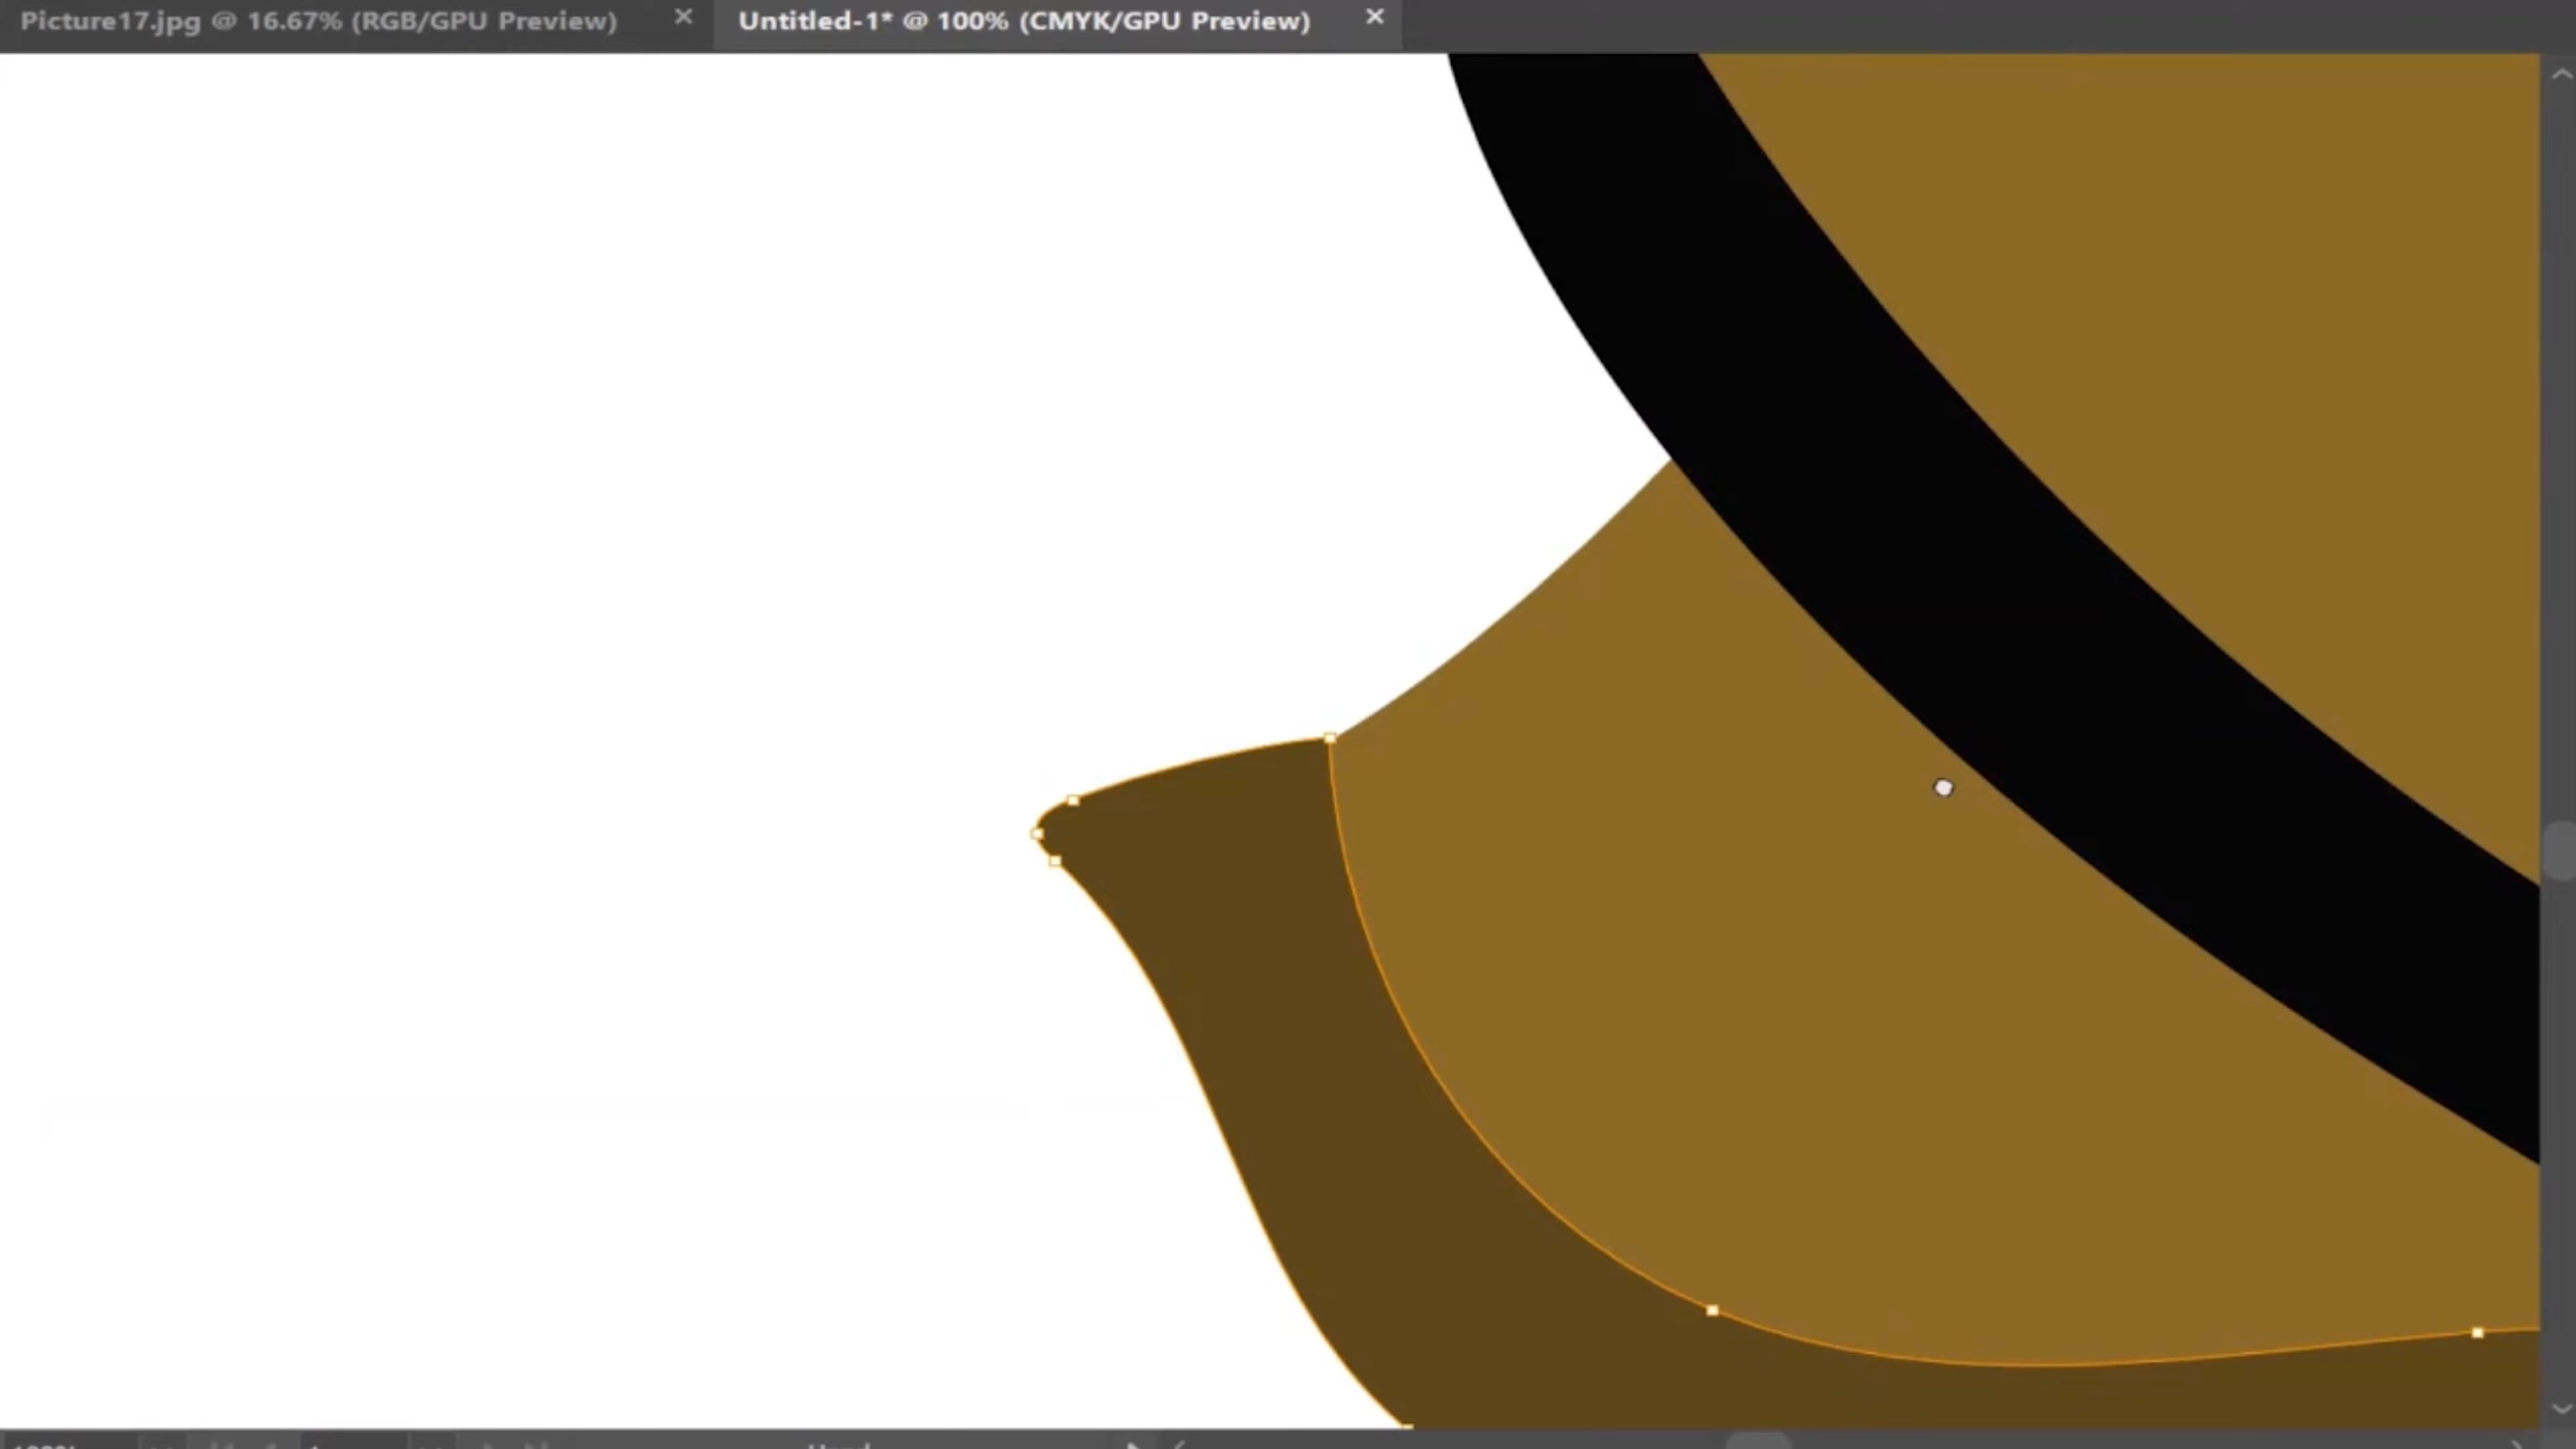 Picture17.jpg @ 16.67% (RGB/GPU Preview)
Untitled-1* @ 100% (CMYK/GPU Preview)